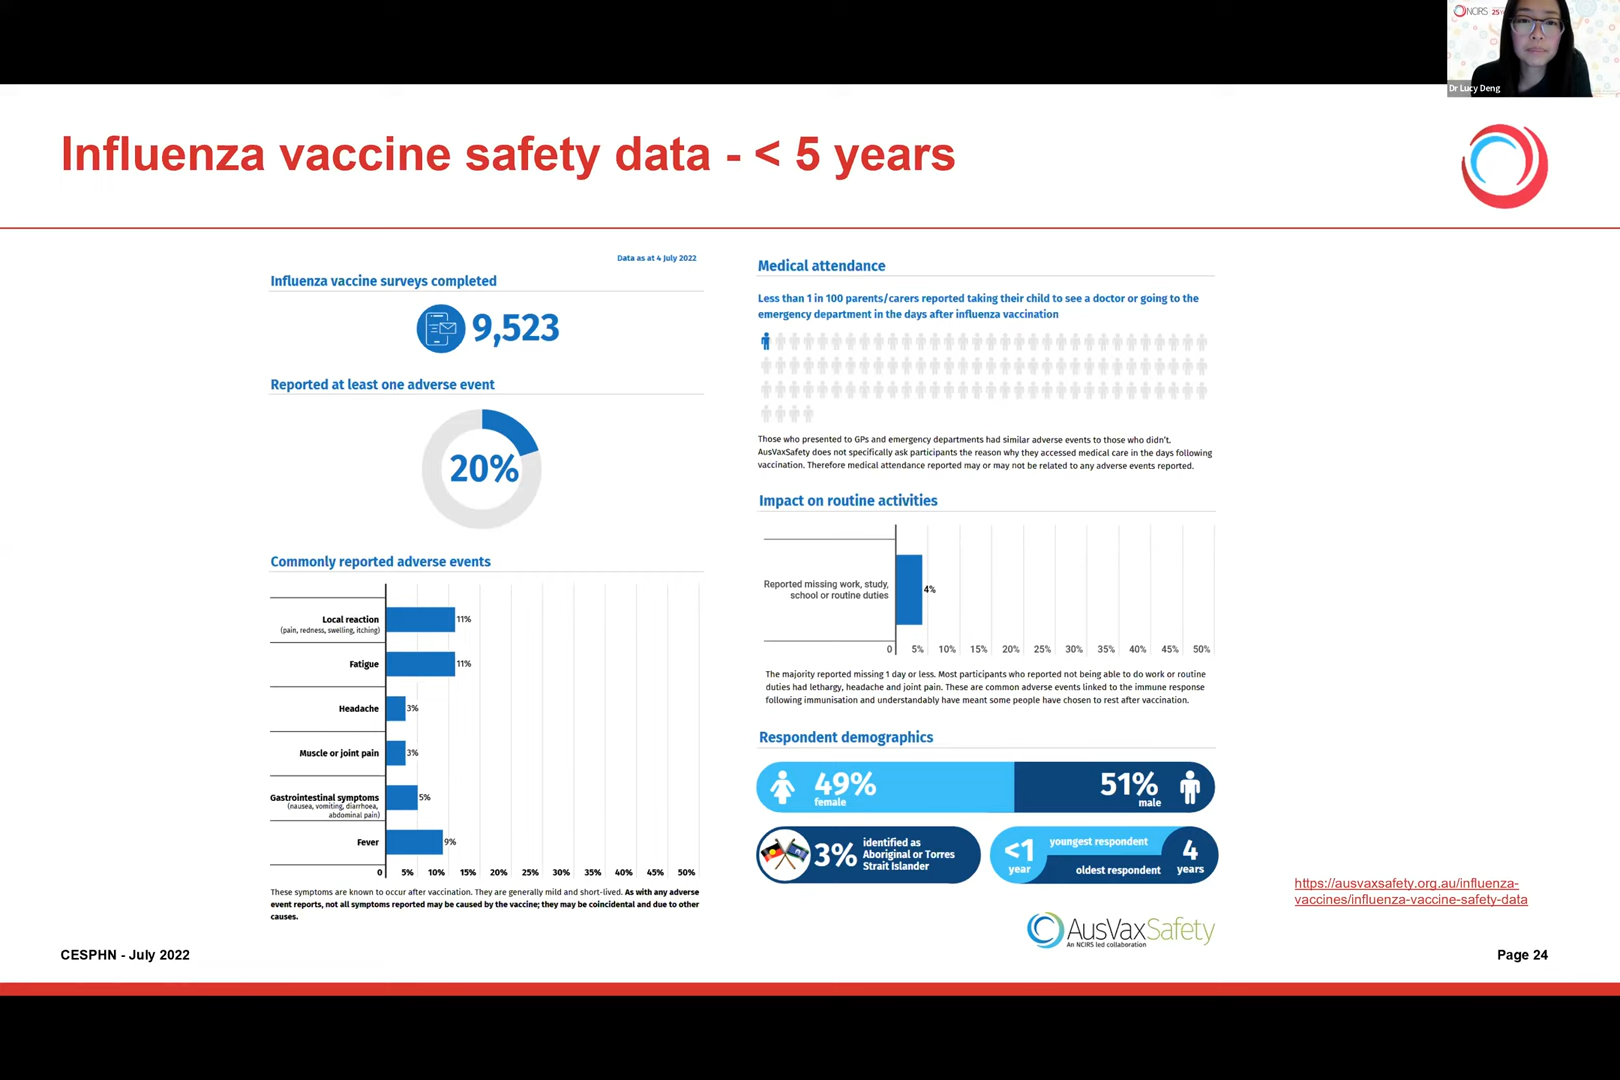 NCIRS 25
Dr Lucy Deng
Influenza vaccine safety data - < 5 years
Data as at 4 July 2022
Influenza vaccine surveys completed
9,523
Reported at least one adverse event
20%
Commonly reported adverse events
Local reaction
(pain, redness, swelling, itching)
11%
Fatigue
11%
Headache
3%
Muscle or joint pain
3%
Gastrointestinal symptoms
(nausea, vomiting, diarrhoea,
abdominal pain)
5%
Fever
9%
0 5% 10% 15% 20% 25% 30% 35% 40% 45% 50%
These symptoms are known to occur after vaccination. They are generally mild and short-lived. As with any adverse
event reports, not all symptoms reported may be caused by the vaccine; they may be coincidental and due to other
causes.
Medical attendance
Less than 1 in 100 parents/carers reported taking their child to see a doctor or going to the
emergency department in the days after influenza vaccination
Those who presented to GPs and emergency departments had similar adverse events to those who didn't.
AusVaxSafety does not specifically ask participants the reason why they accessed medical care in the days following
vaccination. Therefore medical attendance reported may or may not be related to any adverse events reported.
Impact on routine activities
Reported missing work, study,
school or routine duties
4%
0 5% 10% 15% 20% 25% 30% 35% 40% 45% 50%
The majority reported missing 1 day or less. Most participants who reported not being able to do work or routine
duties had lethargy, headache and joint pain. These are common adverse events linked to the immune response
following immunisation and understandably have meant some people have chosen to rest after vaccination.
Respondent demographics
49%
female
51%
male
3%
identified as
Aboriginal or Torres
Strait Islander
<1
year
youngest respondent
oldest respondent
4
years
AusVaxSafety
An NCIRS led collaboration
https://ausvaxsafety.org.au/influenza-
vaccines/influenza-vaccine-safety-data
CESPHN - July 2022
Page 24